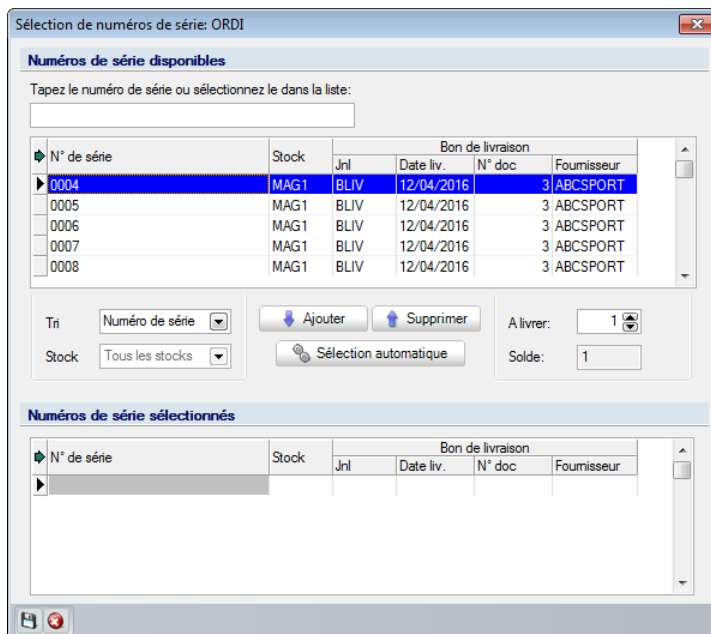 Sélection de numéros de série: ORDI
Numéros de série disponibles
Tapez le numéro de série ou sélectionnez le dans la liste:
N° de série Stock Bon de livraison
Jnl Date liv. N° doc Fournisseur
0004 MAG1 BLIV 12/04/2016 3 ABCSPORT
0005 MAG1 BLIV 12/04/2016 3 ABCSPORT
0006 MAG1 BLIV 12/04/2016 3 ABCSPORT
0007 MAG1 BLIV 12/04/2016 3 ABCSPORT
0008 MAG1 BLIV 12/04/2016 3 ABCSPORT
Tri Numéro de série Ajouter Supprimer A livrer: 1
Stock Tous les stocks Sélection automatique Solde: 1
Numéros de série sélectionnés
N° de série Stock Bon de livraison
Jnl Date liv. N° doc Fournisseur